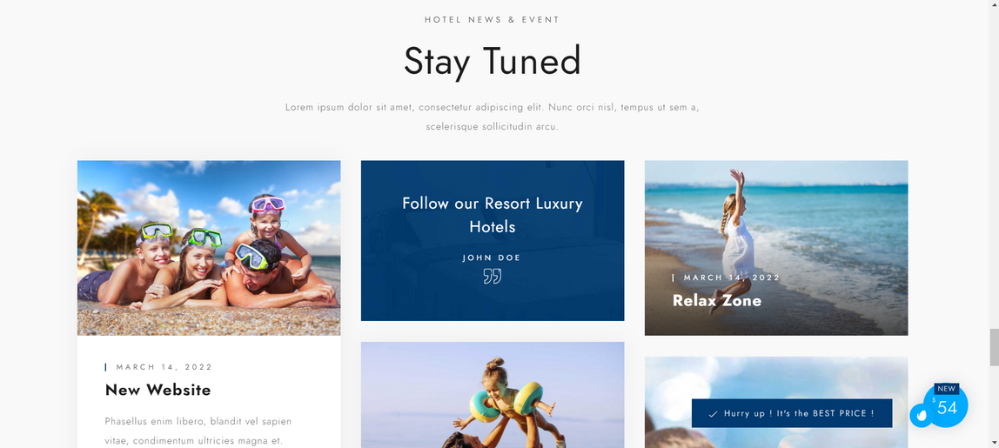 HOTEL NEWS & EVENT
Stay Tuned
Lorem ipsum dolor sit amet, consectetur adipiscing elit. Nunc orci nisl, tempus ut sem a,
scelerisque sollicitudin arcu.
MARCH 14, 2022
New Website
Phasellus enim libero, blandit vel sapien
vitae, condimentum ultricies magna et.
Follow our Resort Luxury
Hotels
JOHN DOE
MARCH 14, 2022
Relax Zone
Hurry up ! It's the BEST PRICE !
NEW
$54